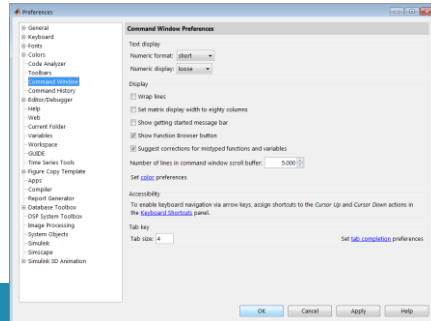 Preferences
General
Keyboard
Fonts
Colors
Code Analyzer
Toolbars
Command Window
Command History
Editor/Debugger
Help
Web
Current Folder
Variables
Workspace
GUIDE
Time Series Tools
Figure Copy Template
Apps
Compiler
Report Generator
Database Toolbox
DSP System Toolbox
Image Processing
System Objects
Simulink
Simscape
Simulink 3D Animation
Command Window Preferences
Text display
Numeric format: short
Numeric display: loose
Display
Wrap lines
Set matrix display width to eighty columns
Show getting started message bar
Show Function Browser button
Suggest corrections for mistyped functions and variables
Number of lines in command window scroll buffer: 5.000
Set color preferences
Accessibility
To enable keyboard navigation via arrow keys, assign shortcuts to the Cursor Up and Cursor Down actions in
the Keyboard Shortcuts panel.
Tab key
Tab size: 4 Set tab completion preferences
OK Cancel Apply Help